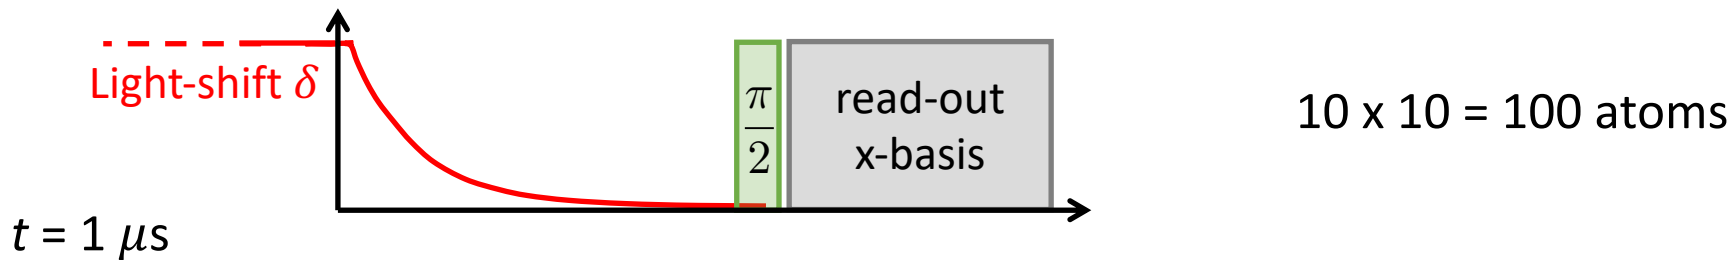 Light-shift δ
π
2
read-out
x-basis
10 x 10 = 100 atoms
t = 1 μs